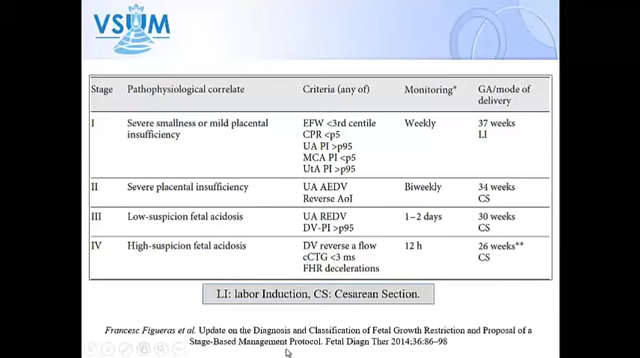 VSUM
Stage Pathophysiological correlate Criteria (any of) Monitoring* GA/mode of
delivery
I Severe smallness or mild placental EFW <3rd centile Weekly 37 weeks
insufficiency CPR <p5 LI
UA PI >p95
MCA PI <p5
UtA PI >p95
II Severe placental insufficiency UA AEDV Biweekly 34 weeks
Reverse AoI CS
III Low-suspicion fetal acidosis UA REDV 1–2 days 30 weeks
DV-PI >p95 CS
IV High-suspicion fetal acidosis DV reverse a flow 12 h 26 weeks**
cCTG <3 ms CS
FHR decelerations
LI: labor Induction, CS: Cesarean Section.
Francesc Figueras et al. Update on the Diagnosis and Classification of Fetal Growth Restriction and Proposal of a
Stage-Based Management Protocol. Fetal Diagn Ther 2014;36:86–98